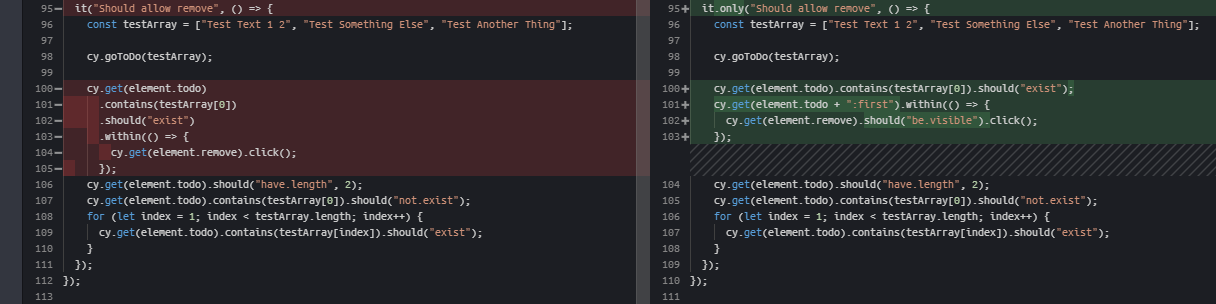 95— it("Should allow remove", () => {
96 const testArray = ["Test Text 1 2", "Test Something Else", "Test Another Thing"];
97
98 cy.goToDo(testArray);
99
100— cy.get(element.todo)
101— .contains(testArray[0])
102— .should("exist")
103— .within(() => {
104— cy.get(element.remove).click();
105— });
106 cy.get(element.todo).should("have.length", 2);
107 cy.get(element.todo).contains(testArray[0]).should("not.exist");
108 for (let index = 1; index < testArray.length; index++) {
109 cy.get(element.todo).contains(testArray[index]).should("exist");
110 }
111 });
112 });
113
95+ it.only("Should allow remove", () => {
96 const testArray = ["Test Text 1 2", "Test Something Else", "Test Another Thing"];
97
98 cy.goToDo(testArray);
99
100+ cy.get(element.todo).contains(testArray[0]).should("exist");
101+ cy.get(element.todo + ":first").within(() => {
102+ cy.get(element.remove).should("be.visible").click();
103+ });
104 cy.get(element.todo).should("have.length", 2);
105 cy.get(element.todo).contains(testArray[0]).should("not.exist");
106 for (let index = 1; index < testArray.length; index++) {
107 cy.get(element.todo).contains(testArray[index]).should("exist");
108 }
109 });
110 });
111